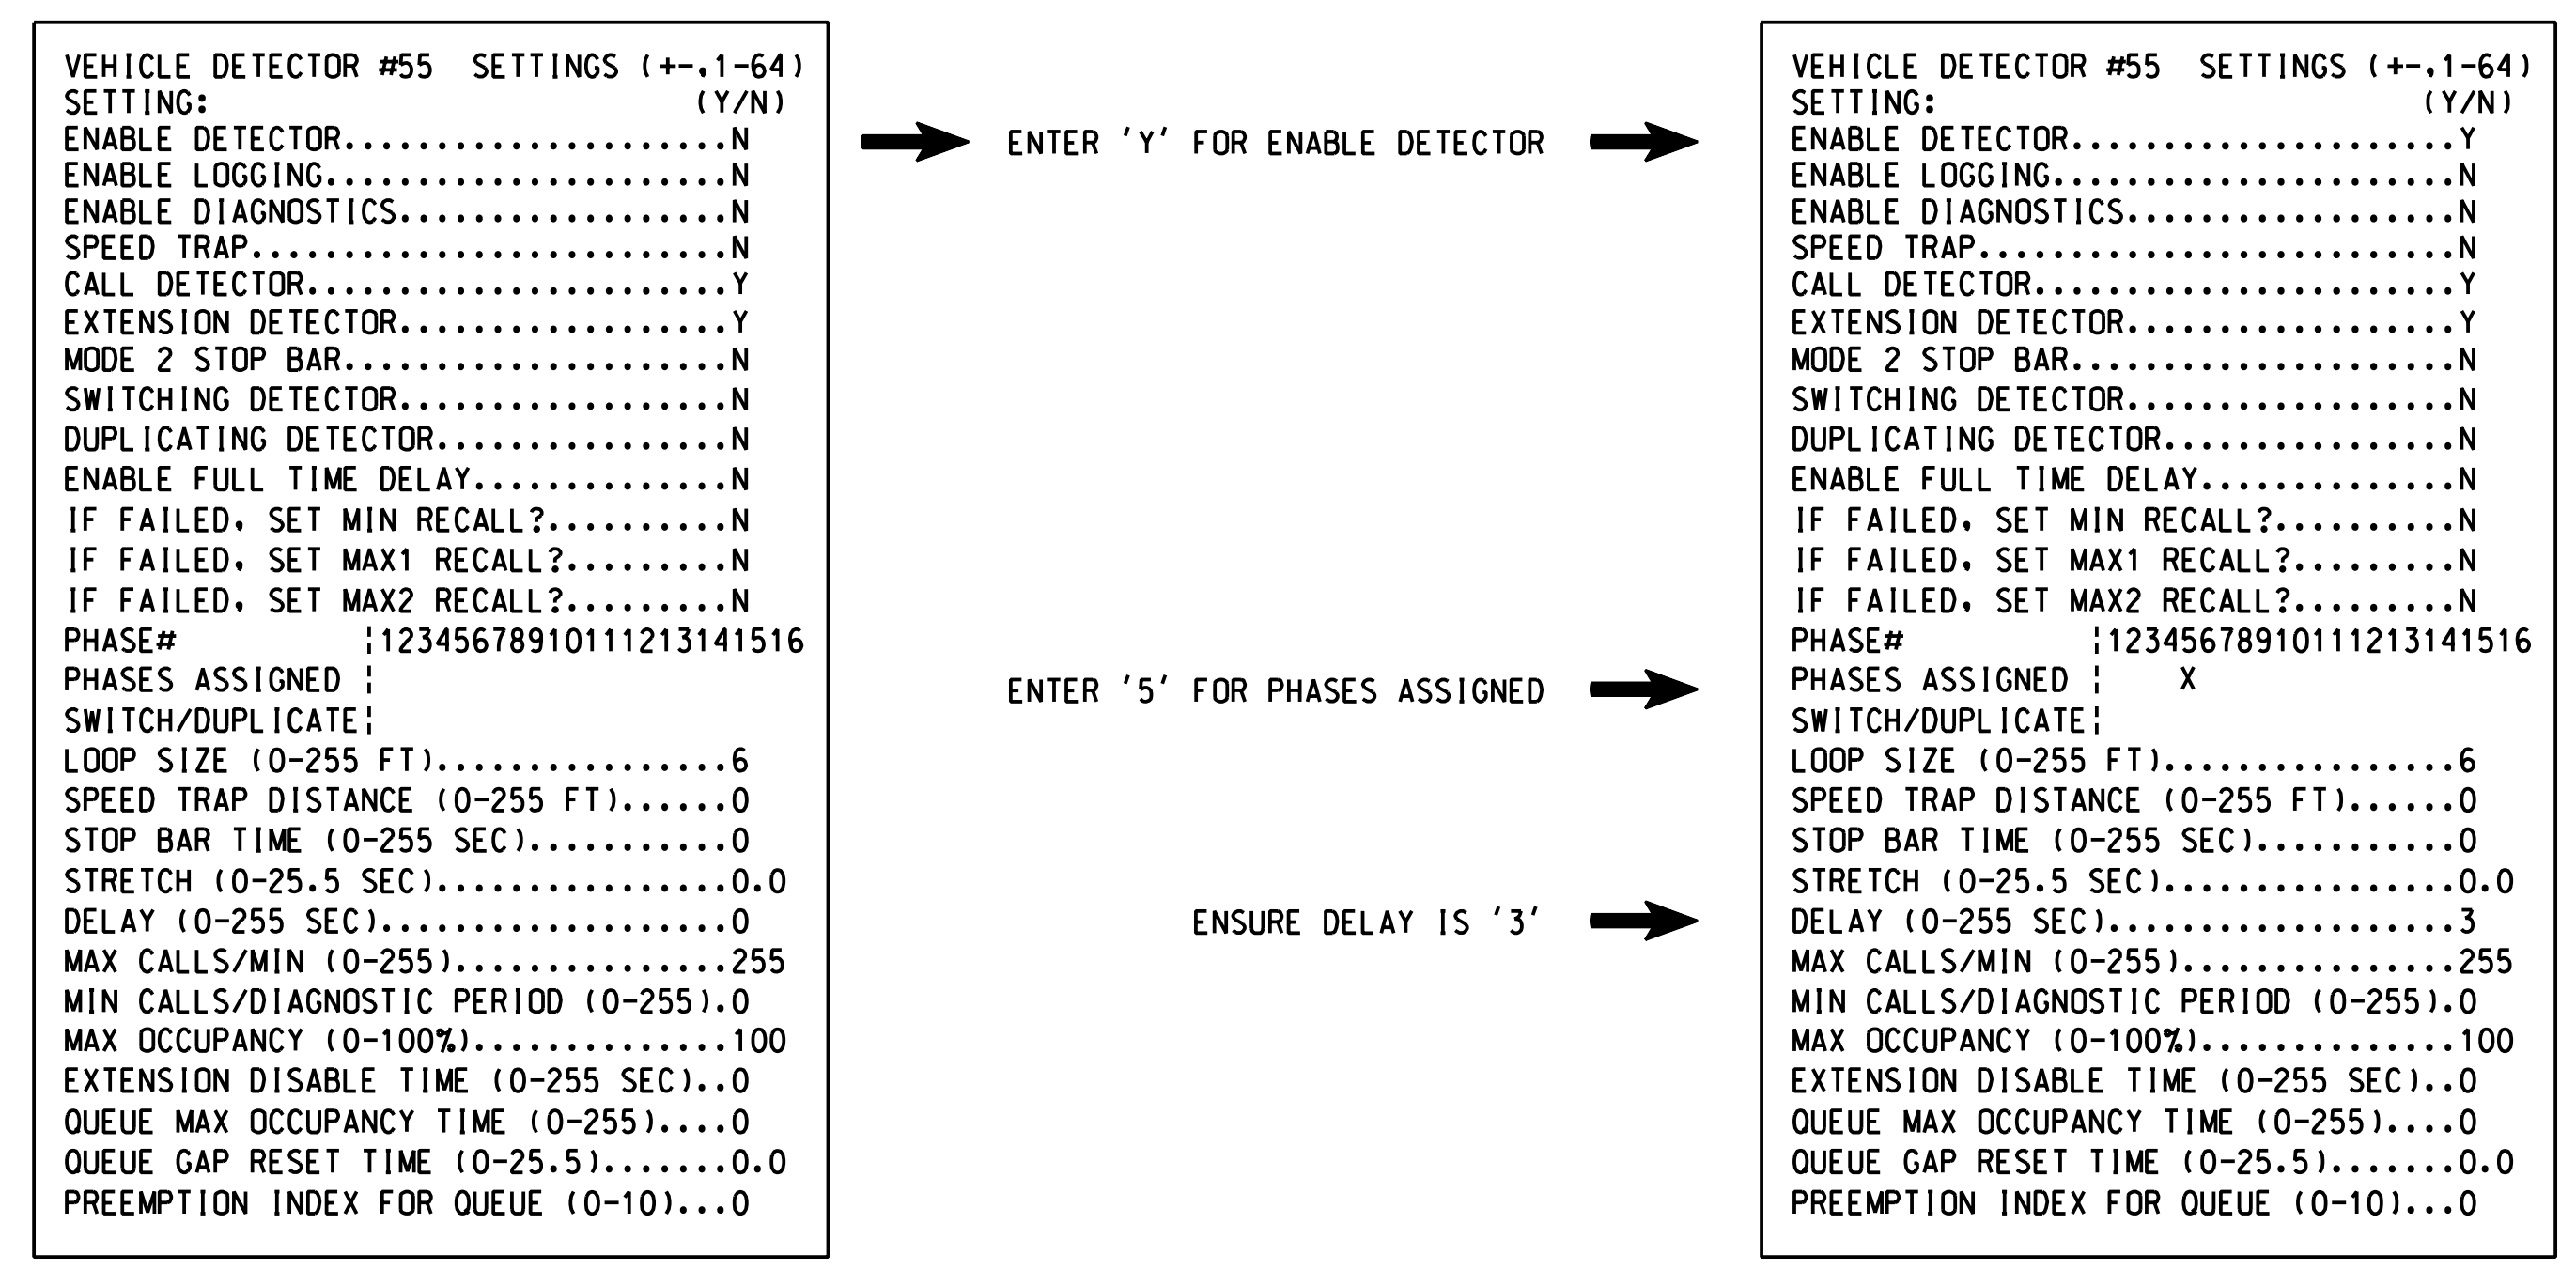 VEHICLE DETECTOR #55  SETTINGS (+-,1-64)
SETTING:                          (Y/N)
ENABLE DETECTOR.....................N
ENABLE LOGGING......................N
ENABLE DIAGNOSTICS..................N
SPEED TRAP..........................N
CALL DETECTOR.......................Y
EXTENSION DETECTOR..................Y
MODE 2 STOP BAR.....................N
SWITCHING DETECTOR..................N
DUPLICATING DETECTOR................N
ENABLE FULL TIME DELAY..............N
IF FAILED, SET MIN RECALL?..........N
IF FAILED, SET MAX1 RECALL?.........N
IF FAILED, SET MAX2 RECALL?.........N
PHASE#          ¦12345678910111213141516
PHASES ASSIGNED ¦
SWITCH/DUPLICATE¦
LOOP SIZE (0-255 FT)................6
SPEED TRAP DISTANCE (0-255 FT)......0
STOP BAR TIME (0-255 SEC)...........0
STRETCH (0-25.5 SEC)................0.0
DELAY (0-255 SEC)...................0
MAX CALLS/MIN (0-255)...............255
MIN CALLS/DIAGNOSTIC PERIOD (0-255).0
MAX OCCUPANCY (0-100%)..............100
EXTENSION DISABLE TIME (0-255 SEC)..0
QUEUE MAX OCCUPANCY TIME (0-255)....0
QUEUE GAP RESET TIME (0-25.5).......0.0
PREEMPTION INDEX FOR QUEUE (0-10)...0
ENTER 'Y' FOR ENABLE DETECTOR
ENTER '5' FOR PHASES ASSIGNED
ENSURE DELAY IS '3'
VEHICLE DETECTOR #55  SETTINGS (+-,1-64)
SETTING:                          (Y/N)
ENABLE DETECTOR.....................Y
ENABLE LOGGING......................N
ENABLE DIAGNOSTICS..................N
SPEED TRAP..........................N
CALL DETECTOR.......................Y
EXTENSION DETECTOR..................Y
MODE 2 STOP BAR.....................N
SWITCHING DETECTOR..................N
DUPLICATING DETECTOR................N
ENABLE FULL TIME DELAY..............N
IF FAILED, SET MIN RECALL?..........N
IF FAILED, SET MAX1 RECALL?.........N
IF FAILED, SET MAX2 RECALL?.........N
PHASE#          ¦12345678910111213141516
PHASES ASSIGNED ¦    X
SWITCH/DUPLICATE¦
LOOP SIZE (0-255 FT)................6
SPEED TRAP DISTANCE (0-255 FT)......0
STOP BAR TIME (0-255 SEC)...........0
STRETCH (0-25.5 SEC)................0.0
DELAY (0-255 SEC)...................3
MAX CALLS/MIN (0-255)...............255
MIN CALLS/DIAGNOSTIC PERIOD (0-255).0
MAX OCCUPANCY (0-100%)..............100
EXTENSION DISABLE TIME (0-255 SEC)..0
QUEUE MAX OCCUPANCY TIME (0-255)....0
QUEUE GAP RESET TIME (0-25.5).......0.0
PREEMPTION INDEX FOR QUEUE (0-10)...0